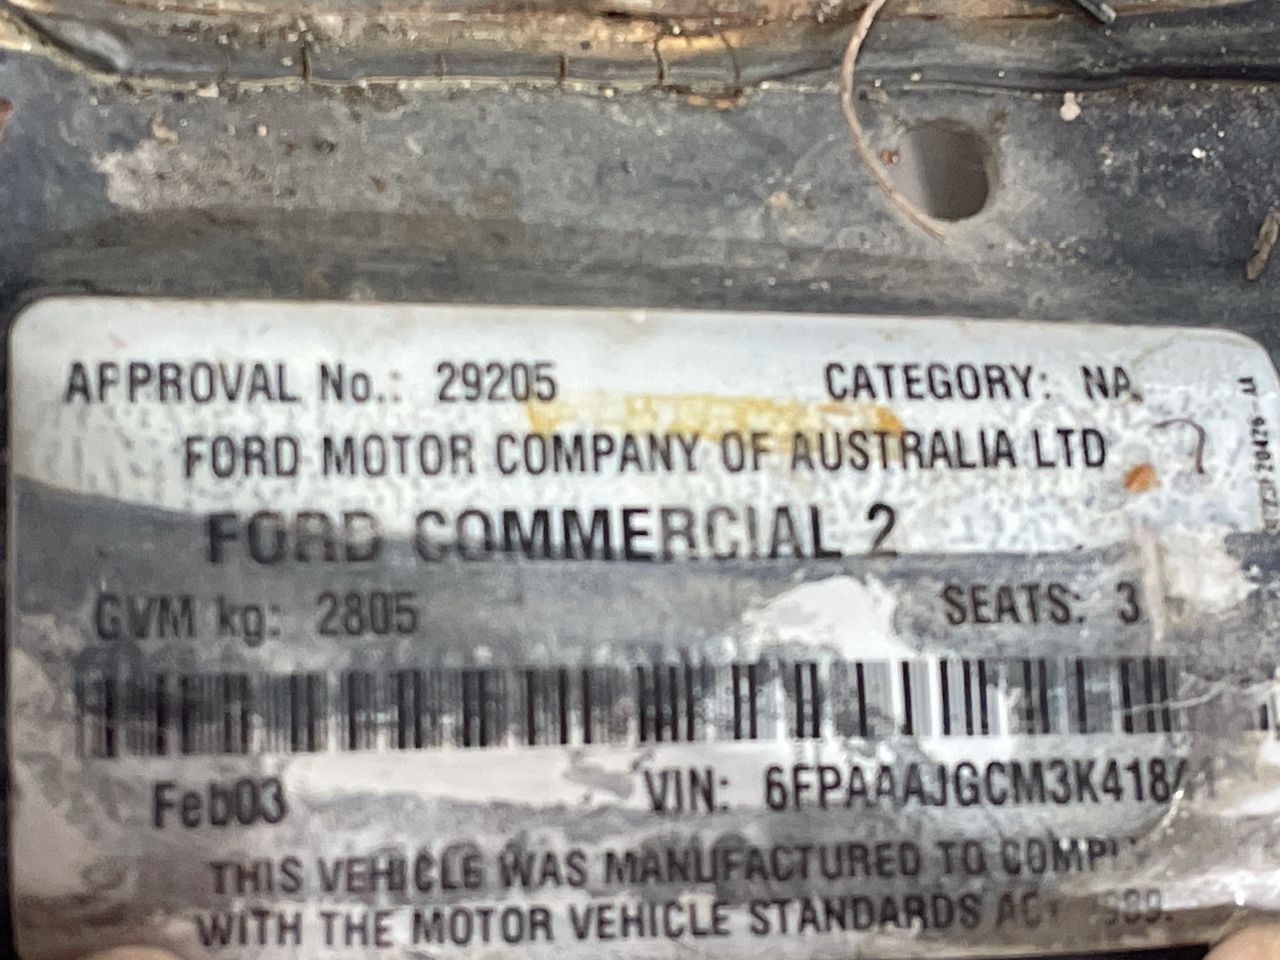 APPROVAL No.: 29205 CATEGORY: NA
FORD MOTOR COMPANY OF AUSTRALIA LTD
FORD COMMERCIAL 2
GVM kg: 2805 SEATS: 3
Feb03 VIN:
THIS VEHICLE WAS MANUFACTURED TO
WITH THE MOTOR VEHICLE STANDARDS